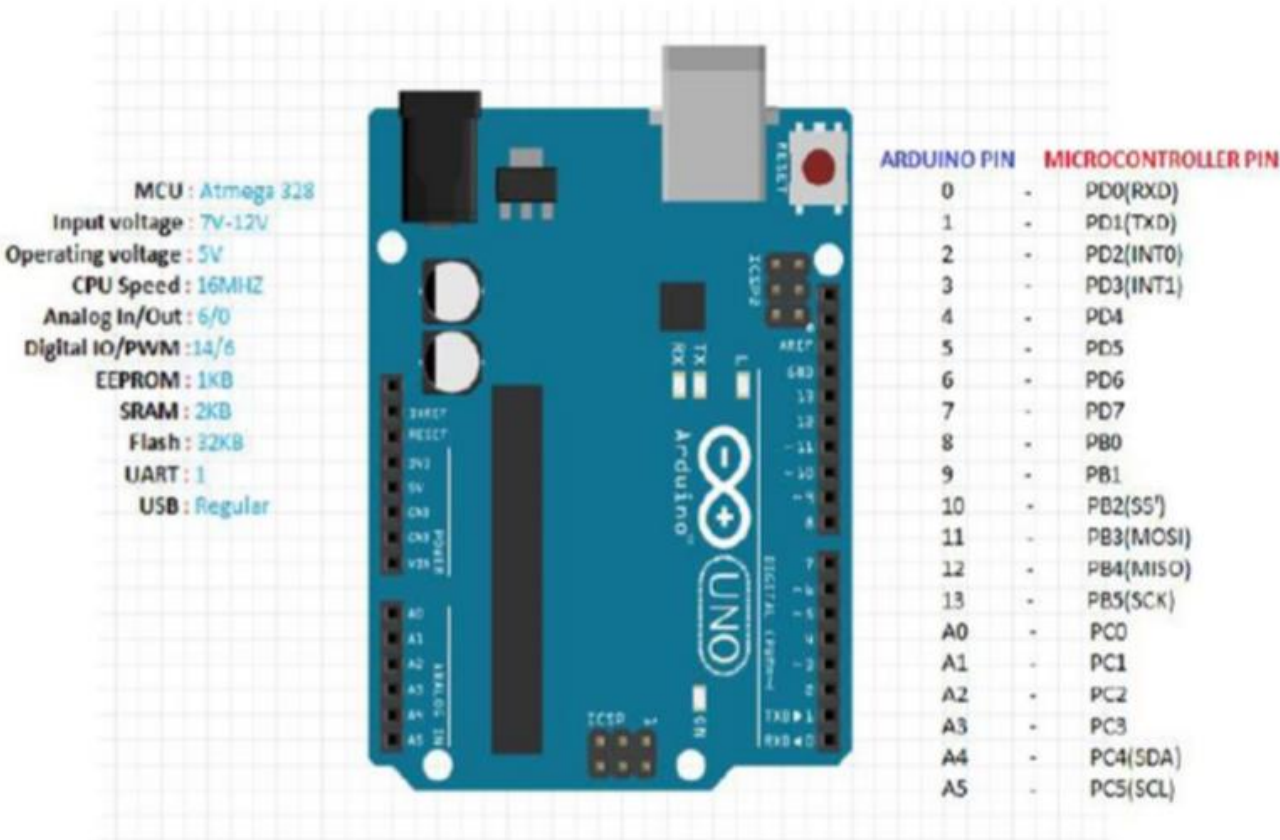 MCU : Atmega 328
Input voltage : 7V-12V
Operating voltage : 5V
CPU Speed : 16MHZ
Analog In/Out : 6/0
Digital IO/PWM :14/6
EEPROM : 1KB
SRAM : 2KB
Flash : 32KB
UART : 1
USB : Regular
RESET
ICSP2
AREF
GND
13
12
~11
~10
~9
8
7
~6
~5
4
~3
2
TXD▶1
RXD◀0
DIGITAL
RX
TX
L
Arduino
UNO
ON
ICSP
IOREF
RESET
3V3
5V
GND
GND
VIN
POWER
A0
A1
A2
A3
A4
A5
ANALOG IN
ARDUINO PIN MICROCONTROLLER PIN
0 - PD0(RXD)
1 - PD1(TXD)
2 - PD2(INT0)
3 - PD3(INT1)
4 - PD4
5 - PD5
6 - PD6
7 - PD7
8 - PB0
9 - PB1
10 - PB2(SS')
11 - PB3(MOSI)
12 - PB4(MISO)
13 - PB5(SCK)
A0 - PC0
A1 - PC1
A2 - PC2
A3 - PC3
A4 - PC4(SDA)
A5 - PC5(SCL)